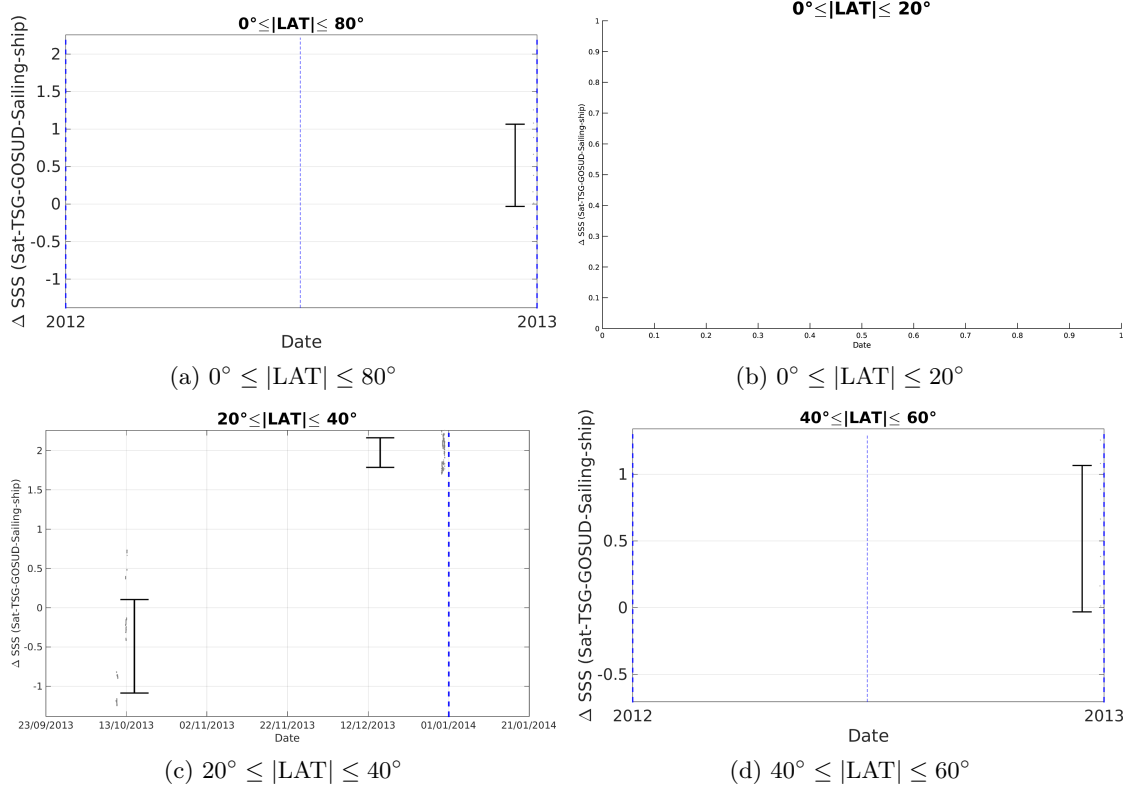 0°≤|LAT|≤ 80°
Δ SSS (Sat-TSG-GOSUD-Sailing-ship)
2
1.5
1
0.5
0
-0.5
-1
2012 2013
Date
(a) 0° ≤ |LAT| ≤ 80°
0°≤|LAT|≤ 20°
Δ SSS (Sat-TSG-GOSUD-Sailing-ship)
1
0.9
0.8
0.7
0.6
0.5
0.4
0.3
0.2
0.1
0
0 0.1 0.2 0.3 0.4 0.5 0.6 0.7 0.8 0.9 1
Date
(b) 0° ≤ |LAT| ≤ 20°
20°≤|LAT|≤ 40°
Δ SSS (Sat-TSG-GOSUD-Sailing-ship)
2
1.5
1
0.5
0
-0.5
-1
23/09/2013 13/10/2013 02/11/2013 22/11/2013 12/12/2013 01/01/2014 21/01/2014
Date
(c) 20° ≤ |LAT| ≤ 40°
40°≤|LAT|≤ 60°
Δ SSS (Sat-TSG-GOSUD-Sailing-ship)
1
0.5
0
-0.5
2012 2013
Date
(d) 40° ≤ |LAT| ≤ 60°